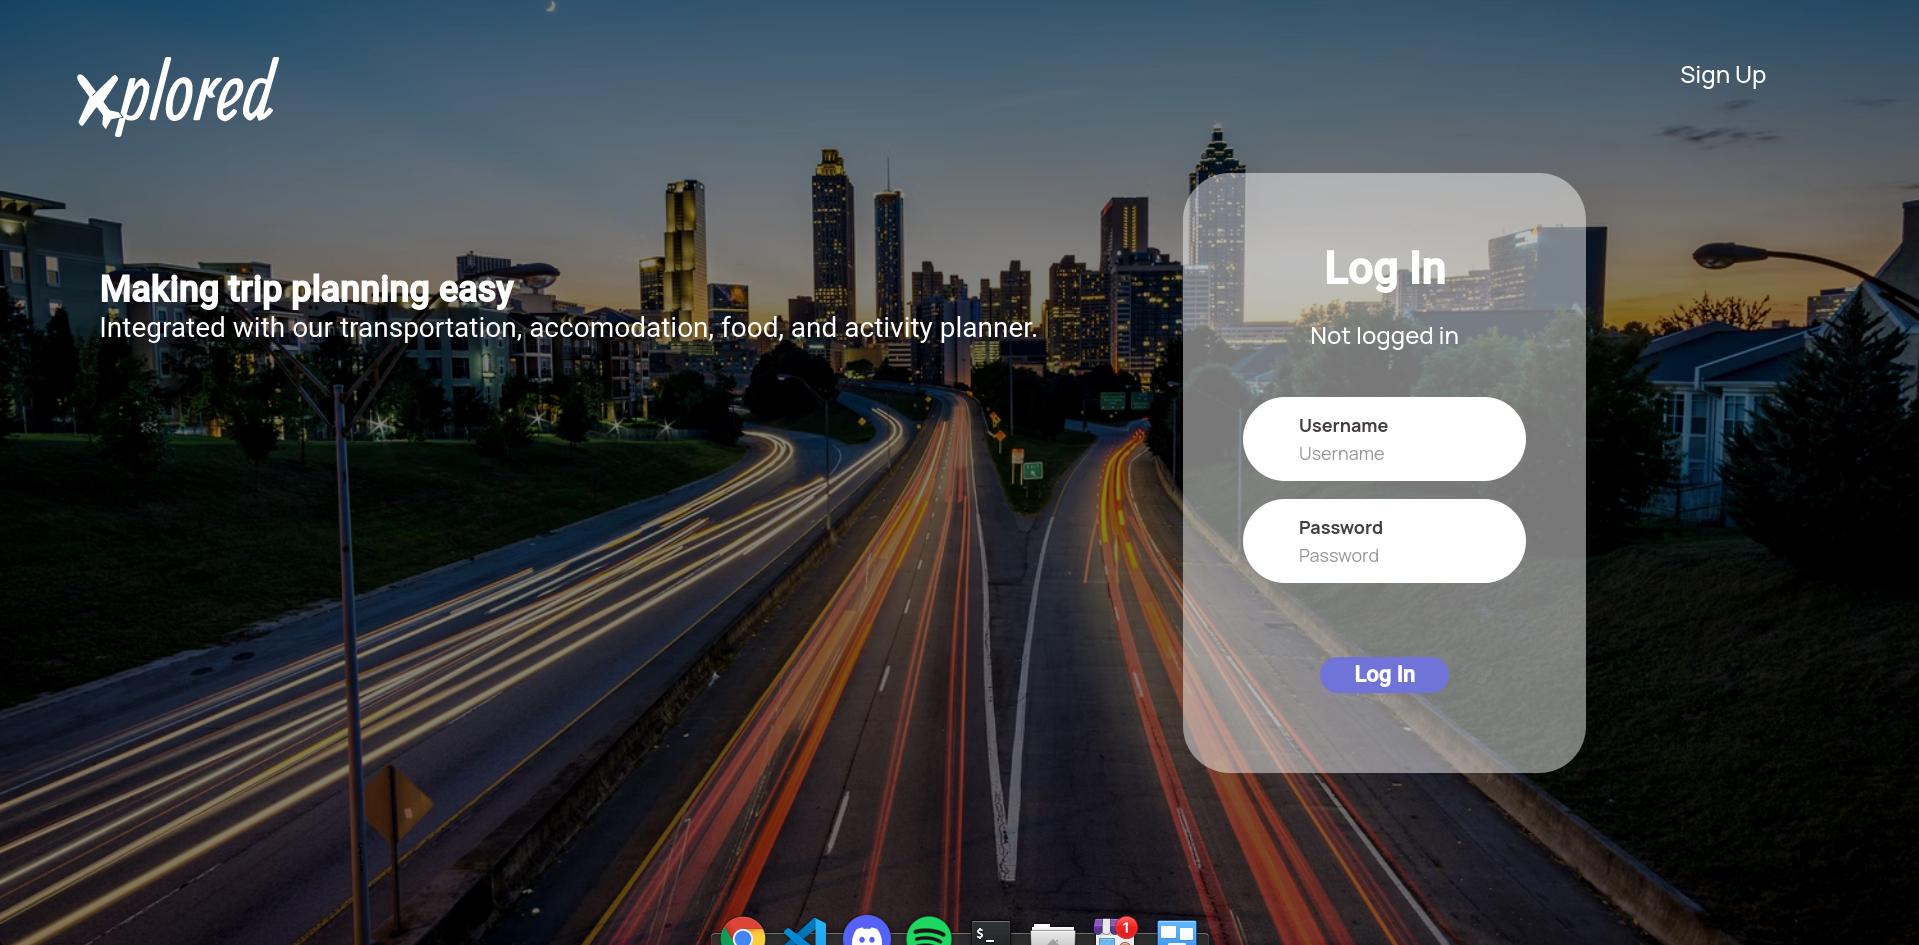 xplored
Sign Up
Making trip planning easy
Integrated with our transportation, accomodation, food, and activity planner.
Log In
Not logged in
Username
Username
Password
Password
Log In
$_
1